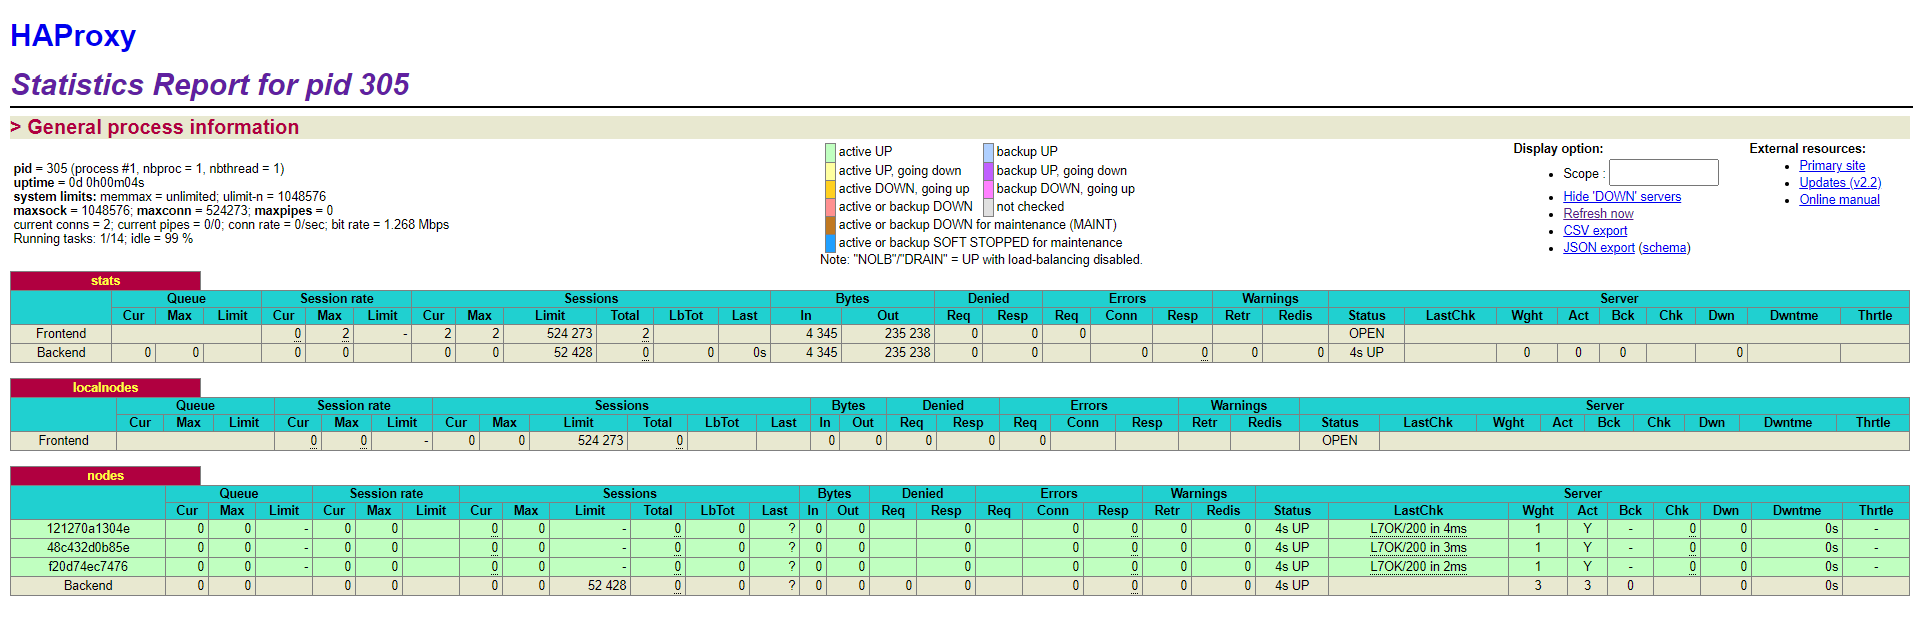 HAProxy
Statistics Report for pid 305
> General process information
pid = 305 (process #1, nbproc = 1, nbthread = 1)
uptime = 0d 0h00m04s
system limits: memmax = unlimited; ulimit-n = 1048576
maxsock = 1048576; maxconn = 524273; maxpipes = 0
current conns = 2; current pipes = 0/0; conn rate = 0/sec; bit rate = 1.268 Mbps
Running tasks: 1/14; idle = 99 %
active UP backup UP
active UP, going down backup UP, going down
active DOWN, going up backup DOWN, going up
active or backup DOWN not checked
active or backup DOWN for maintenance (MAINT)
active or backup SOFT STOPPED for maintenance
Note: "NOLB"/"DRAIN" = UP with load-balancing disabled.
Display option:
Scope :
Hide 'DOWN' servers
Refresh now
CSV export
JSON export (schema)
External resources:
Primary site
Updates (v2.2)
Online manual
stats
Queue Session rate Sessions Bytes Denied Errors Warnings Server
Cur Max Limit Cur Max Limit Cur Max Limit Total LbTot Last In Out Req Resp Req Conn Resp Retr Redis Status LastChk Wght Act Bck Chk Dwn Dwntme Thrtle
Frontend 0 2 - 2 2 524 273 2 4 345 235 238 0 0 0 OPEN
Backend 0 0 0 0 0 0 52 428 0 0 0s 4 345 235 238 0 0 0 0 0 0 4s UP 0 0 0 0
localnodes
Queue Session rate Sessions Bytes Denied Errors Warnings Server
Cur Max Limit Cur Max Limit Cur Max Limit Total LbTot Last In Out Req Resp Req Conn Resp Retr Redis Status LastChk Wght Act Bck Chk Dwn Dwntme Thrtle
Frontend 0 0 - 0 0 524 273 0 0 0 0 0 0 OPEN
nodes
Queue Session rate Sessions Bytes Denied Errors Warnings Server
Cur Max Limit Cur Max Limit Cur Max Limit Total LbTot Last In Out Req Resp Req Conn Resp Retr Redis Status LastChk Wght Act Bck Chk Dwn Dwntme Thrtle
121270a1304e 0 0 - 0 0 0 0 - 0 0 ? 0 0 0 0 0 0 0 4s UP L7OK/200 in 4ms 1 Y - 0 0 0s -
48c432d0b85e 0 0 - 0 0 0 0 - 0 0 ? 0 0 0 0 0 0 0 4s UP L7OK/200 in 3ms 1 Y - 0 0 0s -
f20d74ec7476 0 0 - 0 0 0 0 - 0 0 ? 0 0 0 0 0 0 0 4s UP L7OK/200 in 2ms 1 Y - 0 0 0s -
Backend 0 0 0 0 0 0 52 428 0 0 ? 0 0 0 0 0 0 0 0 4s UP 3 3 0 0 0s